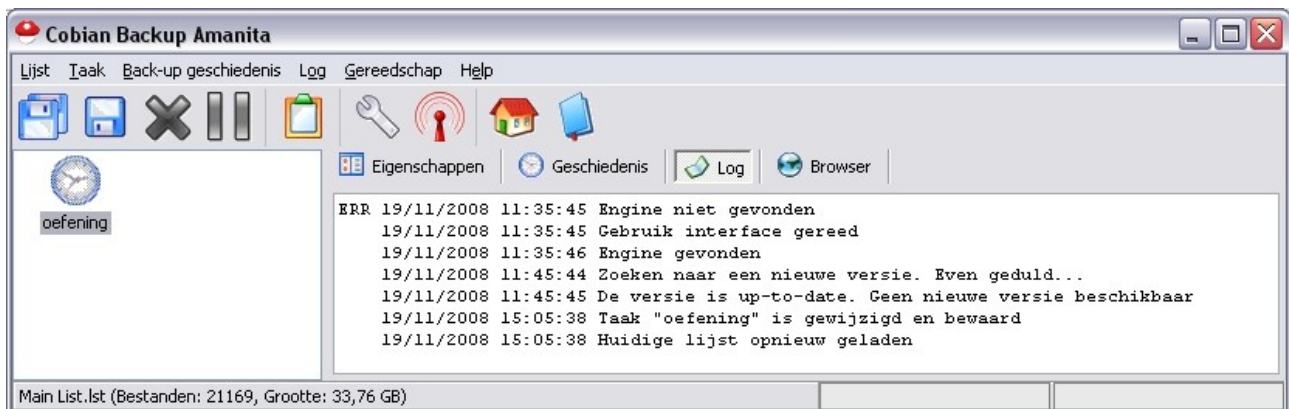 Cobian Backup Amanita
Lijst Taak Back-up geschiedenis Log Gereedschap Help
Eigenschappen Geschiedenis Log Browser
oefening
ERR 19/11/2008 11:35:45 Engine niet gevonden
19/11/2008 11:35:45 Gebruik interface gereed
19/11/2008 11:35:46 Engine gevonden
19/11/2008 11:45:44 Zoeken naar een nieuwe versie. Even geduld...
19/11/2008 11:45:45 De versie is up-to-date. Geen nieuwe versie beschikbaar
19/11/2008 15:05:38 Taak "oefening" is gewijzigd en bewaard
19/11/2008 15:05:38 Huidige lijst opnieuw geladen
Main List.lst (Bestanden: 21169, Grootte: 33,76 GB)